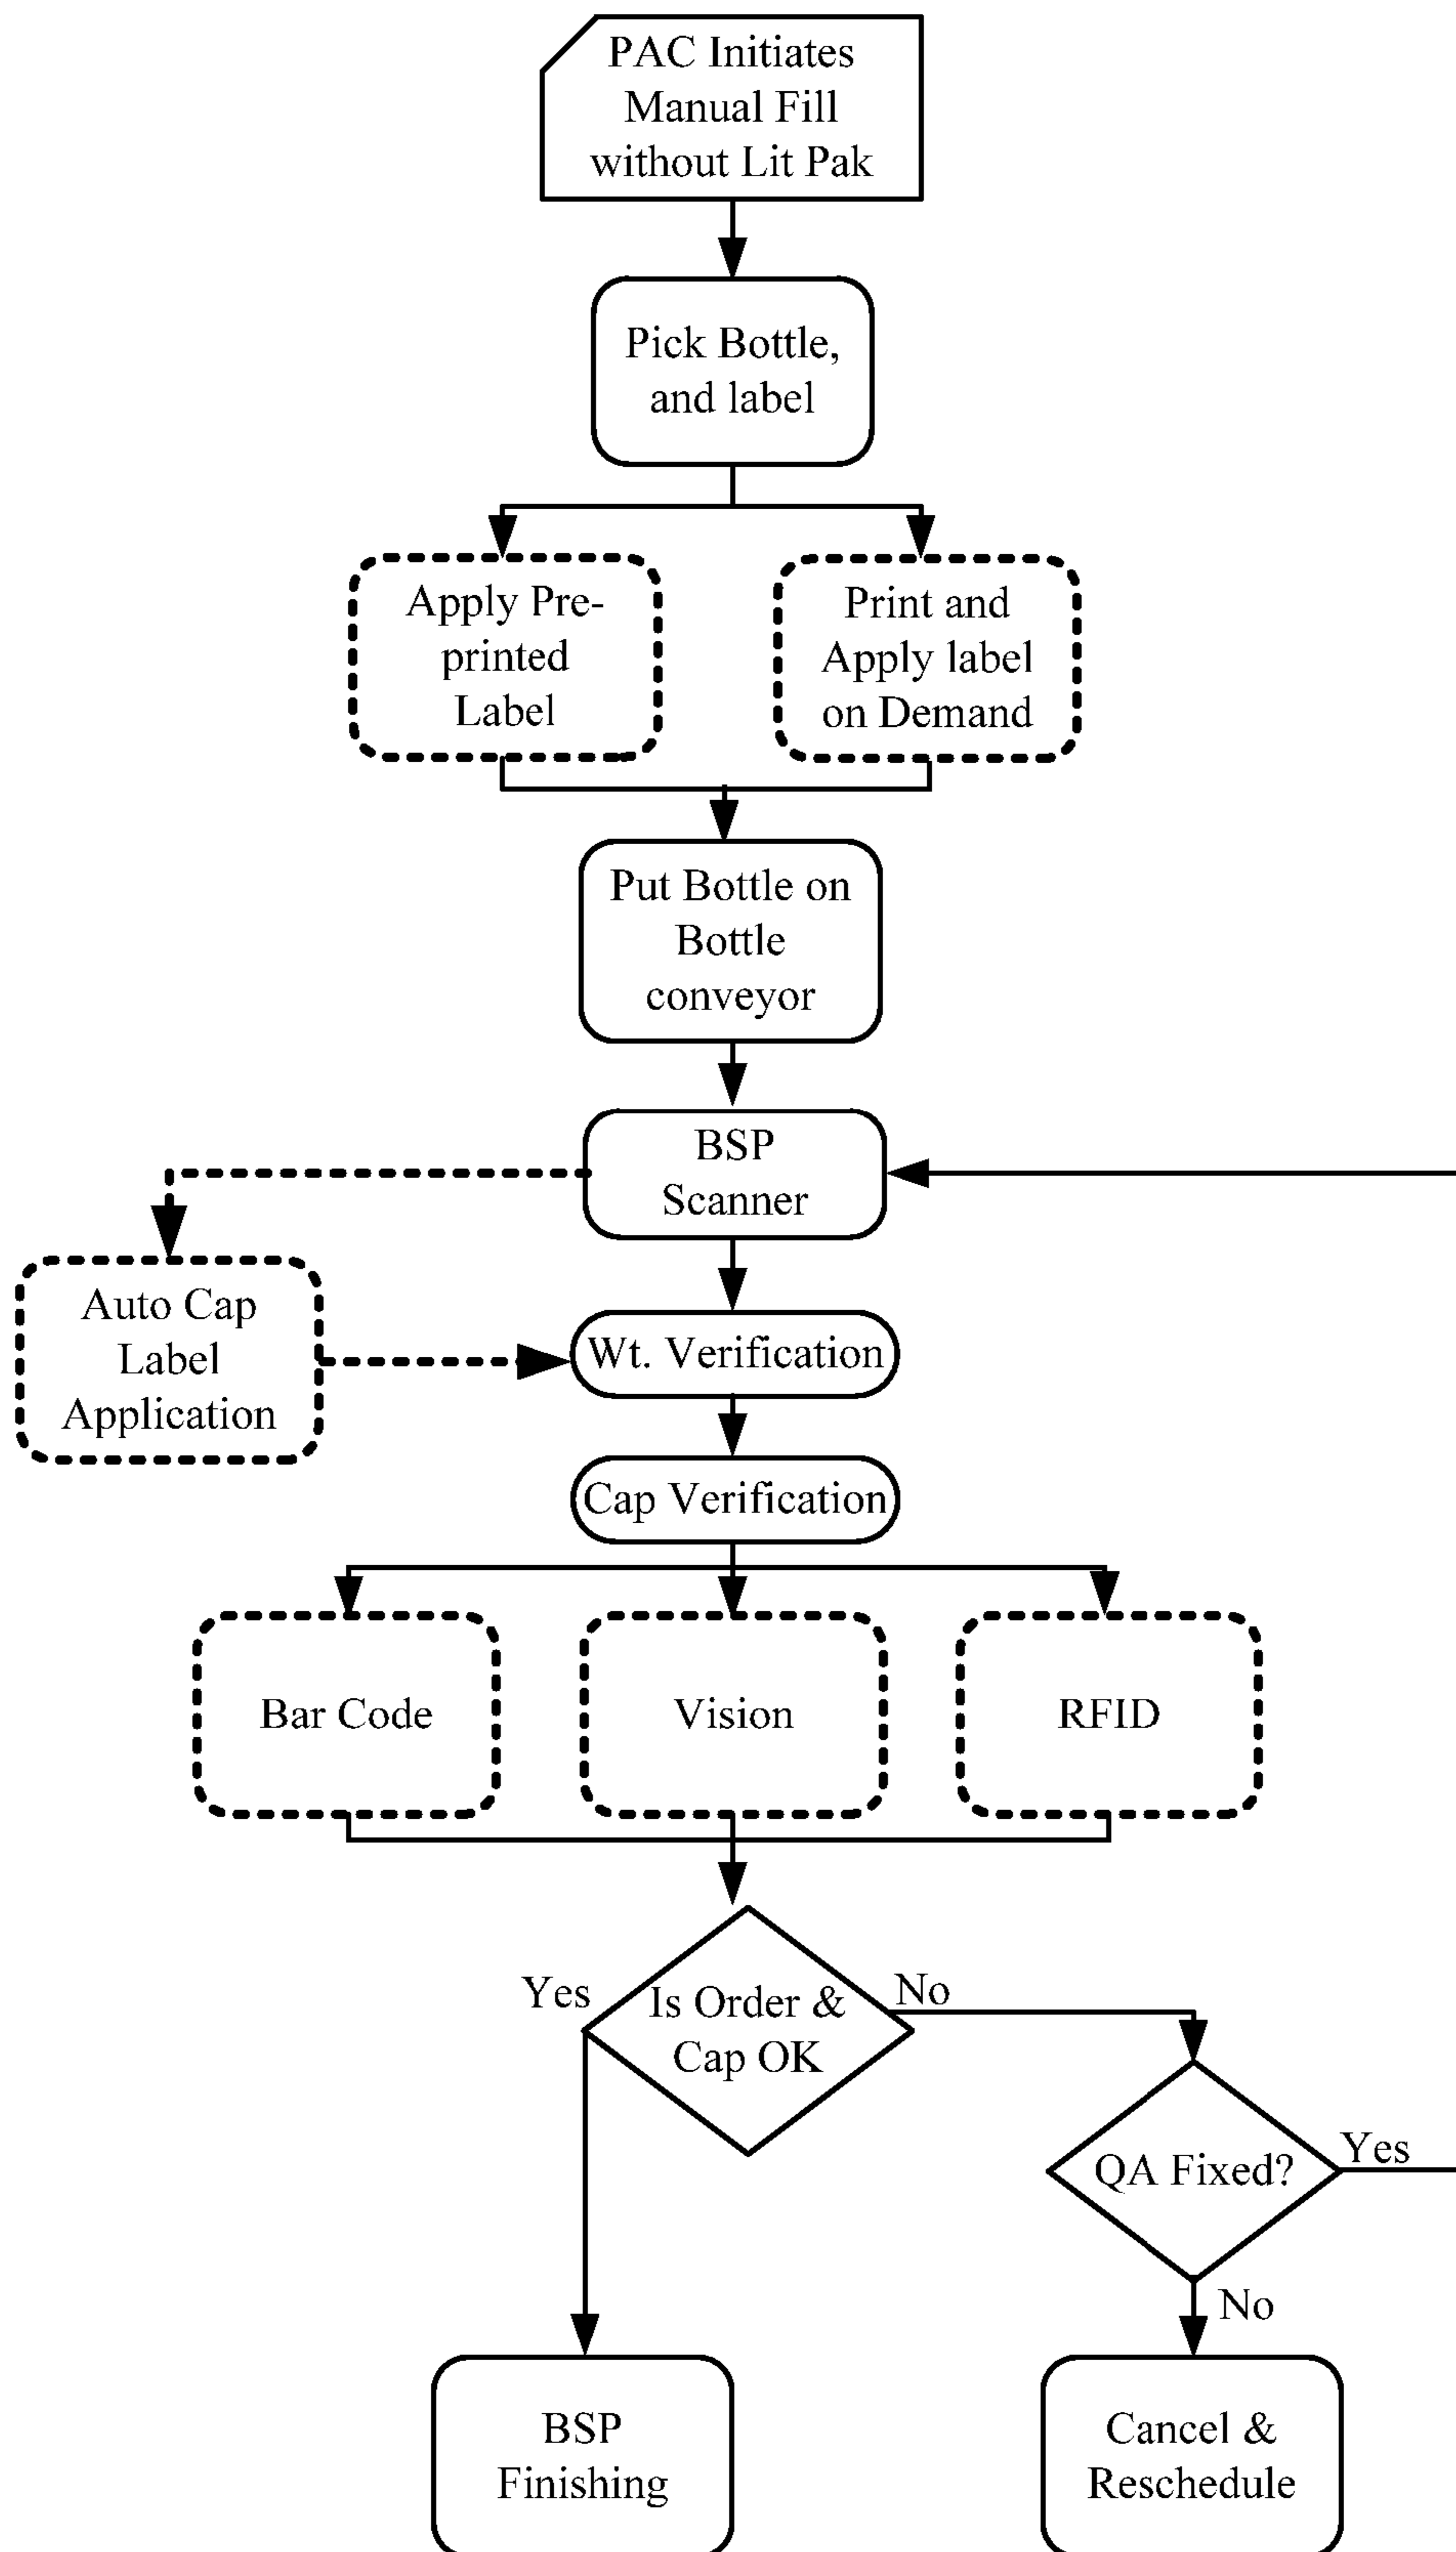 PAC Initiates
Manual Fill
without Lit Pak
Pick Bottle,
and label
Apply Pre-
printed
Label
Print and
Apply label
on Demand
Put Bottle on
Bottle
conveyor
BSP
Scanner
Auto Cap
Label
Application
Wt. Verification
Cap Verification
Bar Code
Vision
RFID
Yes
Is Order &
Cap OK
No
QA Fixed?
Yes
No
BSP
Finishing
Cancel &
Reschedule